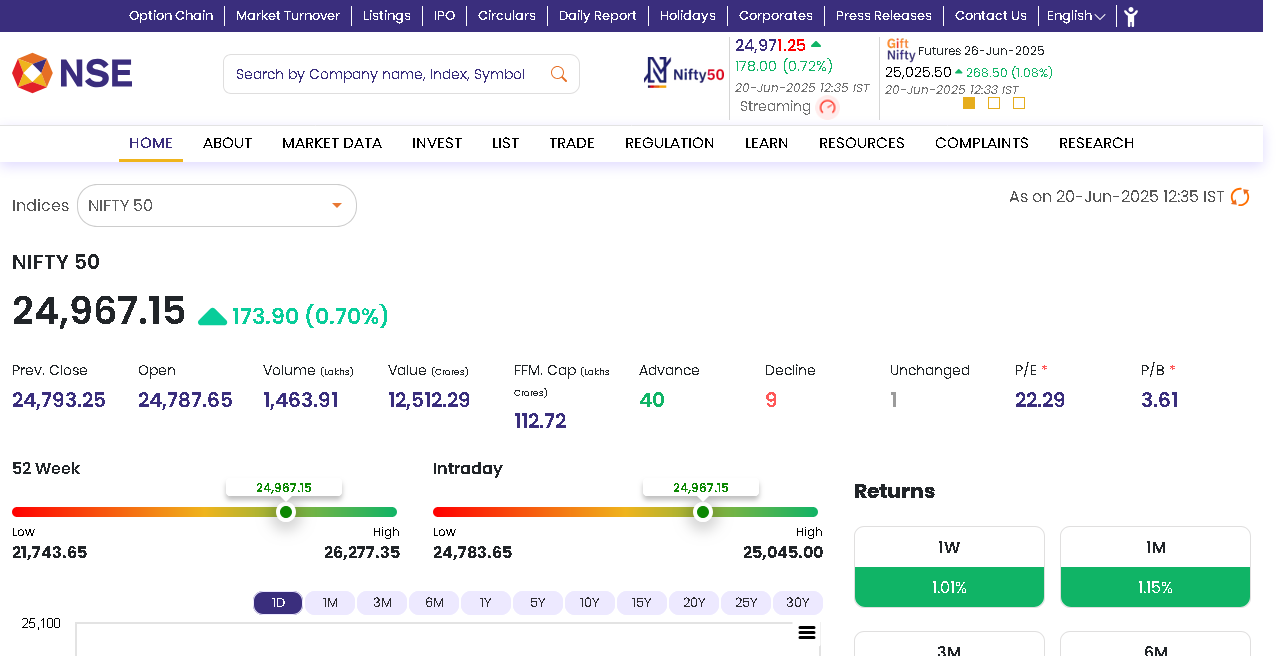 Option Chain Market Turnover Listings IPO Circulars Daily Report Holidays Corporates Press Releases Contact Us English
NSE
Search by Company name, Index, Symbol
Nifty50
24,971.25
178.00 (0.72%)
20-Jun-2025 12:35 IST
Streaming
Gift Nifty Futures 26-Jun-2025
25,025.50 268.50 (1.08%)
20-Jun-2025 12:33 IST
HOME ABOUT MARKET DATA INVEST LIST TRADE REGULATION LEARN RESOURCES COMPLAINTS RESEARCH
Indices NIFTY 50
As on 20-Jun-2025 12:35 IST
NIFTY 50
24,967.15 173.90 (0.70%)
Prev. Close
24,793.25
Open
24,787.65
Volume (Lakhs)
1,463.91
Value (Crores)
12,512.29
FFM. Cap (Lakhs
Crores)
112.72
Advance
40
Decline
9
Unchanged
1
P/E *
22.29
P/B *
3.61
52 Week
24,967.15
Low High
21,743.65 26,277.35
Intraday
24,967.15
Low High
24,783.65 25,045.00
1D 1M 3M 6M 1Y 5Y 10Y 15Y 20Y 25Y 30Y
25,100
Returns
1W
1.01%
1M
1.15%
3M
6M